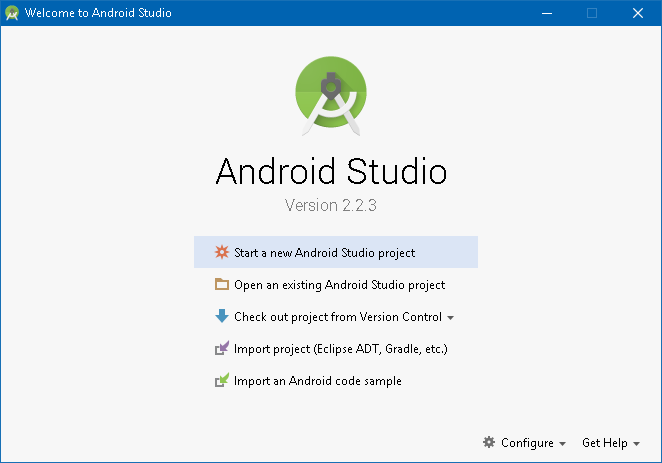 Welcome to Android Studio
Android Studio
Version 2.2.3
Start a new Android Studio project
Open an existing Android Studio project
Check out project from Version Control
Import project (Eclipse ADT, Gradle, etc.)
Import an Android code sample
Configure Get Help